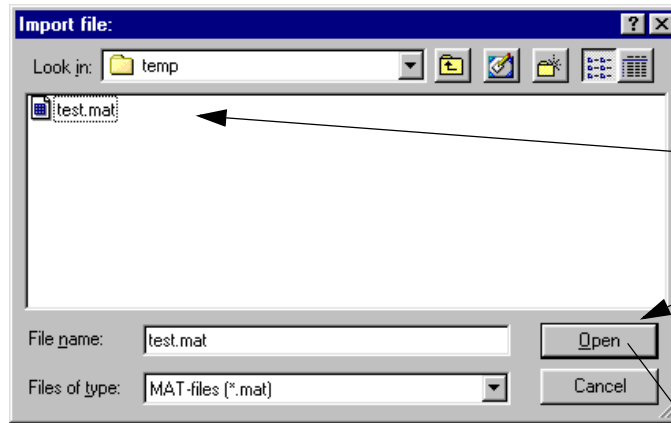 Import file:
Look in: temp
test.mat
File name: test.mat Open
Files of type: MAT-files (*.mat) Cancel